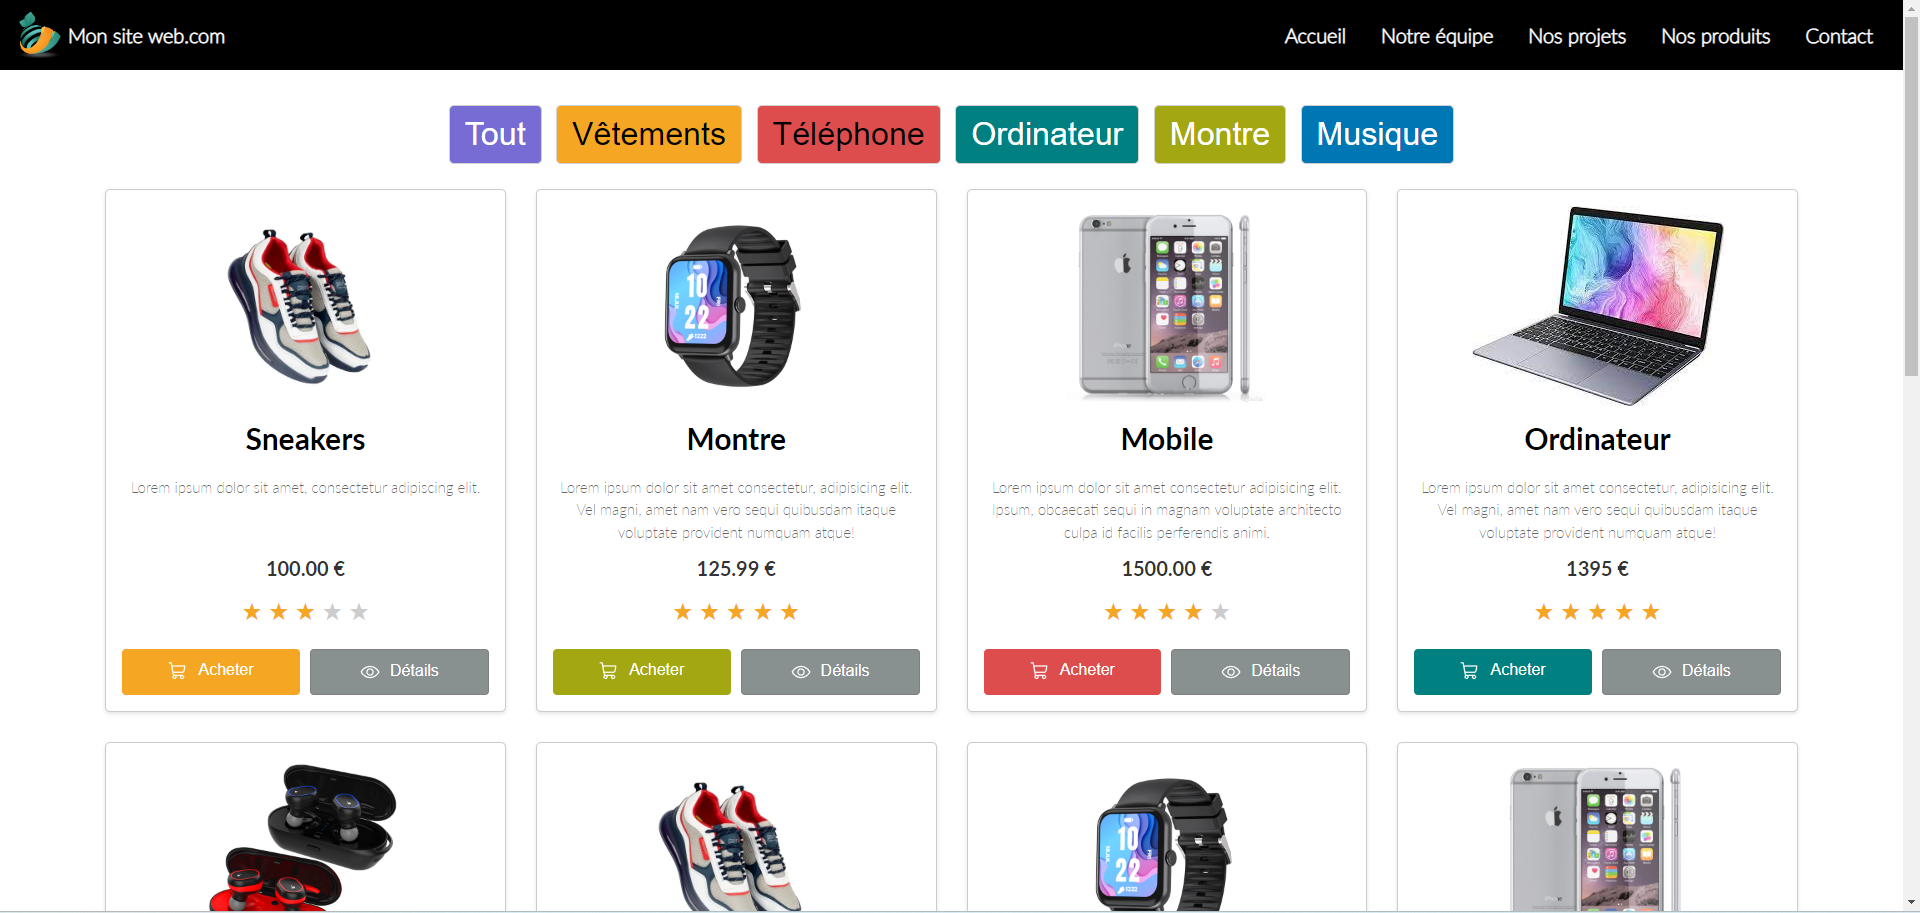 Mon site web.com
Accueil
Notre équipe
Nos projets
Nos produits
Contact
Tout
Vêtements
Téléphone
Ordinateur
Montre
Musique
10
22
Sneakers
Lorem ipsum dolor sit amet, consectetur adipiscing elit.
100.00 €
Acheter
Détails
Montre
Lorem ipsum dolor sit amet consectetur, adipisicing elit.
Vel magni, amet nam vero sequi quibusdam itaque
voluptate provident numquam atque!
125.99 €
Acheter
Détails
Mobile
Lorem ipsum dolor sit amet consectetur, adipisicing elit.
Ipsum, obcaecati sequi in magnam voluptate architecto
culpa id facilis perferendis animi.
1500.00 €
Acheter
Détails
Ordinateur
Lorem ipsum dolor sit amet consectetur, adipisicing elit.
Vel magni, amet nam vero sequi quibusdam itaque
voluptate provident numquam atque!
1395 €
Acheter
Détails
10
22